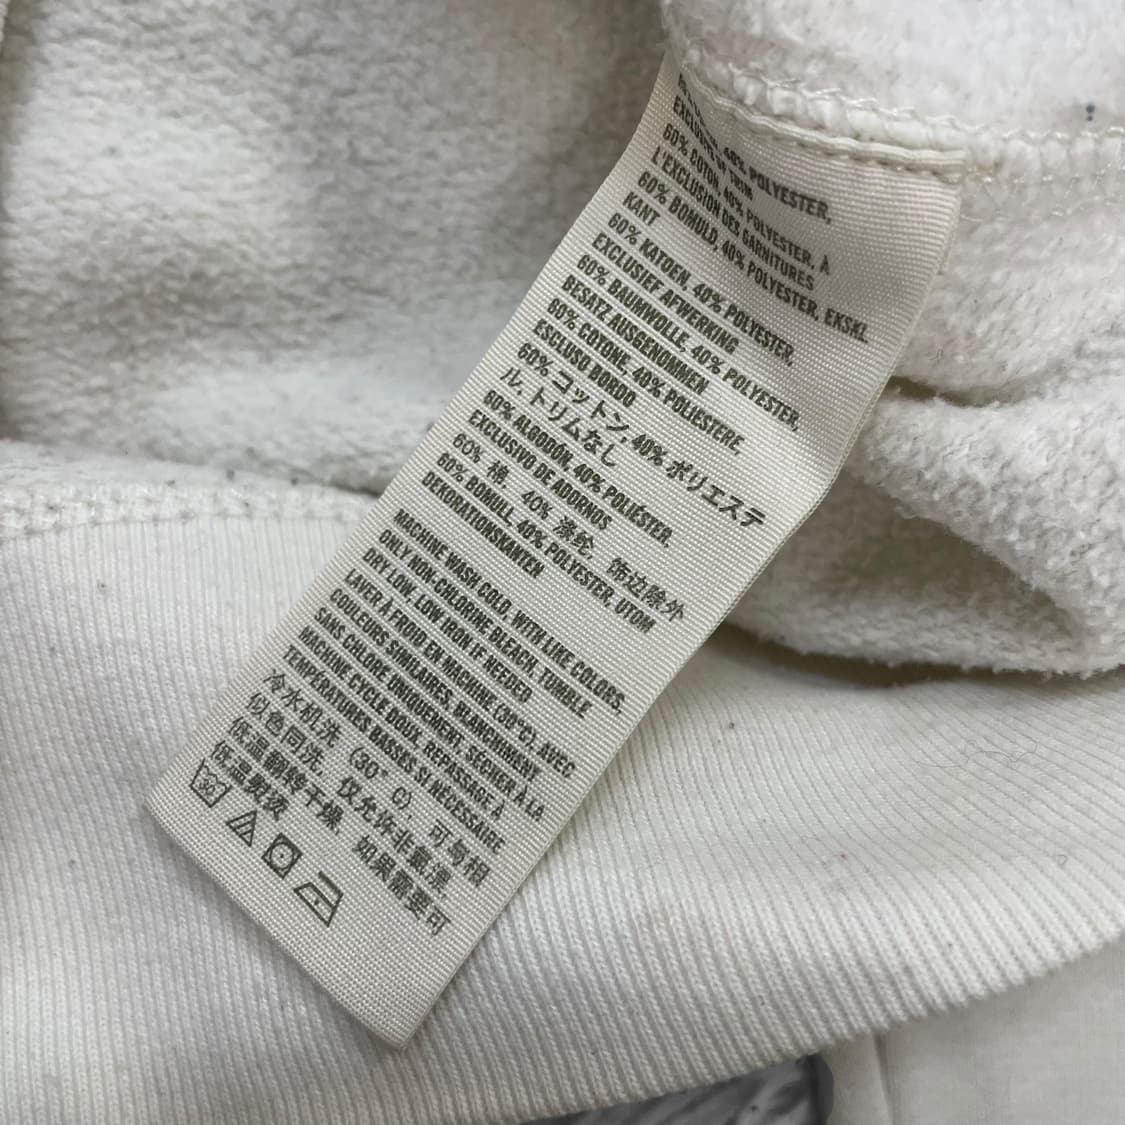 40% POLYESTER,
EXCLUSIVE OF TRIM
60% COTON, 40% POLYESTER, À
L'EXCLUSION DES GARNITURES
60% BOMULD, 40% POLYESTER, EKSKL
KANT
60% KATOEN, 40% POLYESTER,
EXCLUSIEF AFWERKING
60% BAUMWOLLE, 40% POLYESTER,
BESATZ AUSGENOMMEN
60% COTONE, 40% POLIESTERE,
ESCLUSO BORDO
60% コットン, 40% ポリエステ
ル, トリムなし
60% ALGODÓN, 40% POLIÉSTER,
EXCLUSIVO DE ADORNOS
60% 棉, 40% 涤纶, 饰边除外
60% BOMULL, 40% POLYESTER, UTOM
DEKORATIONSKANTEN
MACHINE WASH COLD, WITH LIKE COLORS,
ONLY NON-CHLORINE BLEACH, TUMBLE
DRY LOW, LOW IRON IF NEEDED
LAVER À FROID EN MACHINE (30°C), AVEC
COULEURS SIMILAIRES, BLANCHIMENT
SANS CHLORE UNIQUEMENT, SÉCHER À LA
MACHINE CYCLE DOUX, REPASSAGE À
TEMPÉRATURES BASSES SI NÉCESSAIRE
冷水机洗 (30°C), 可与相
似色同洗, 仅允许非氯漂,
低温翻转干燥, 如果需要可
低温熨烫
30